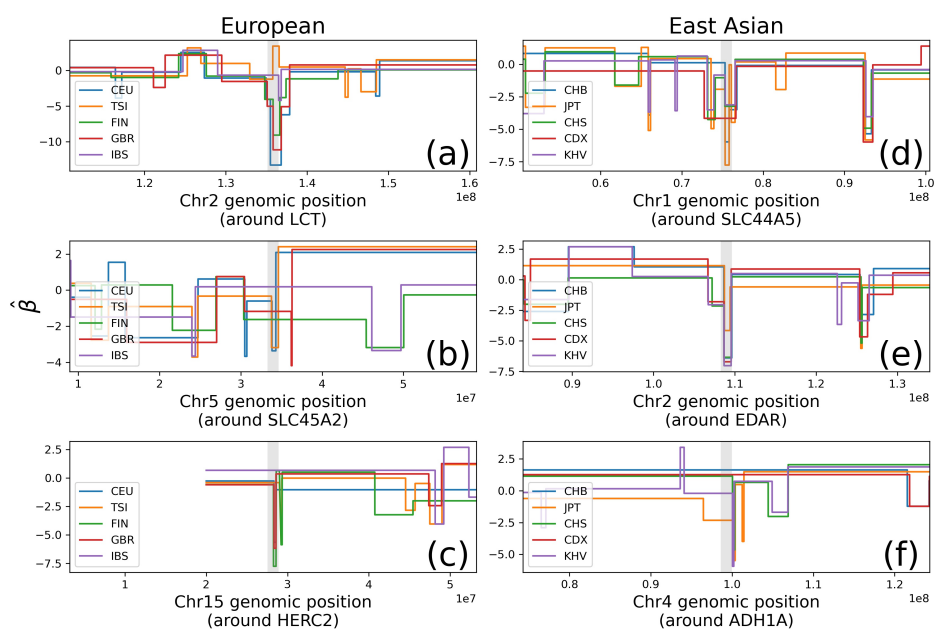 European
East Asian
0
−5
−10
CEU
TSI
FIN
GBR
IBS
(a)
1.2
1.3
1.4
1.5
1.6
1e8
Chr2 genomic position
(around LCT)
0.0
−2.5
−5.0
−7.5
CHB
JPT
CHS
CDX
KHV
(d)
0.6
0.7
0.8
0.9
1.0
1e8
Chr1 genomic position
(around SLC44A5)
β̂
2
0
−2
−4
CEU
TSI
FIN
GBR
IBS
(b)
1
2
3
4
5
1e7
Chr5 genomic position
(around SLC45A2)
2.5
0.0
−2.5
−5.0
−7.5
CHB
JPT
CHS
CDX
KHV
(e)
0.9
1.0
1.1
1.2
1.3
1e8
Chr2 genomic position
(around EDAR)
2.5
0.0
−2.5
−5.0
−7.5
CEU
TSI
FIN
GBR
IBS
(c)
1
2
3
4
5
1e7
Chr15 genomic position
(around HERC2)
2.5
0.0
−2.5
−5.0
CHB
JPT
CHS
CDX
KHV
(f)
0.8
0.9
1.0
1.1
1.2
1e8
Chr4 genomic position
(around ADH1A)